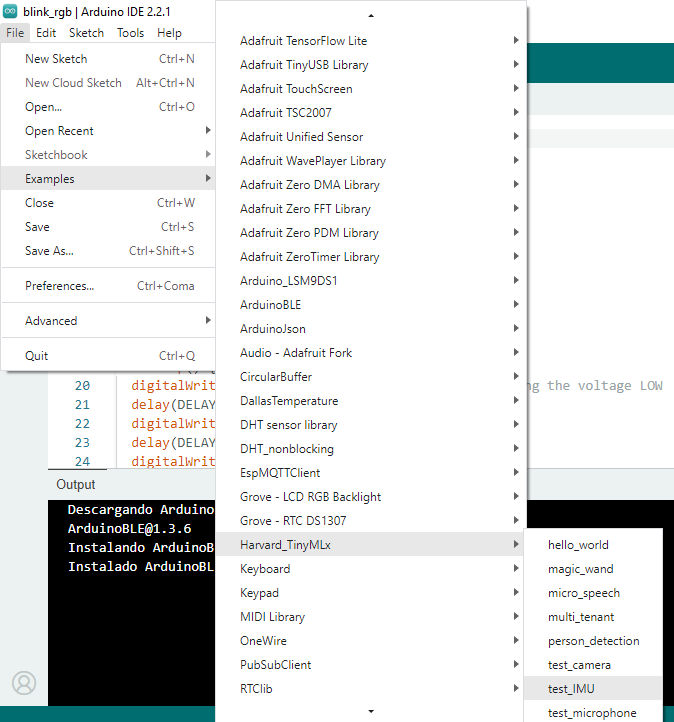 blink_rgb | Arduino IDE 2.2.1
File Edit Sketch Tools Help
New Sketch Ctrl+N
New Cloud Sketch Alt+Ctrl+N
Open... Ctrl+O
Open Recent
Sketchbook
Examples
Close Ctrl+W
Save Ctrl+S
Save As... Ctrl+Shift+S
Preferences... Ctrl+Coma
Advanced
Quit Ctrl+Q
Adafruit TensorFlow Lite
Adafruit TinyUSB Library
Adafruit TouchScreen
Adafruit TSC2007
Adafruit Unified Sensor
Adafruit WavePlayer Library
Adafruit Zero DMA Library
Adafruit Zero FFT Library
Adafruit Zero PDM Library
Adafruit ZeroTimer Library
Arduino_LSM9DS1
ArduinoBLE
ArduinoJson
Audio - Adafruit Fork
CircularBuffer
DallasTemperature
DHT sensor library
DHT_nonblocking
EspMQTTClient
Grove - LCD RGB Backlight
Grove - RTC DS1307
Harvard_TinyMLx
Keyboard
Keypad
MIDI Library
OneWire
PubSubClient
RTClib
hello_world
magic_wand
micro_speech
multi_tenant
person_detection
test_camera
test_IMU
test_microphone
20 digitalWrit ng the voltage LOW
21 delay(DELAY
22 digitalWrit
23 delay(DELAY
24 digitalWrit
Output
Descargando Arduino
ArduinoBLE@1.3.6
Instalando ArduinoB
Instalado ArduinoBL